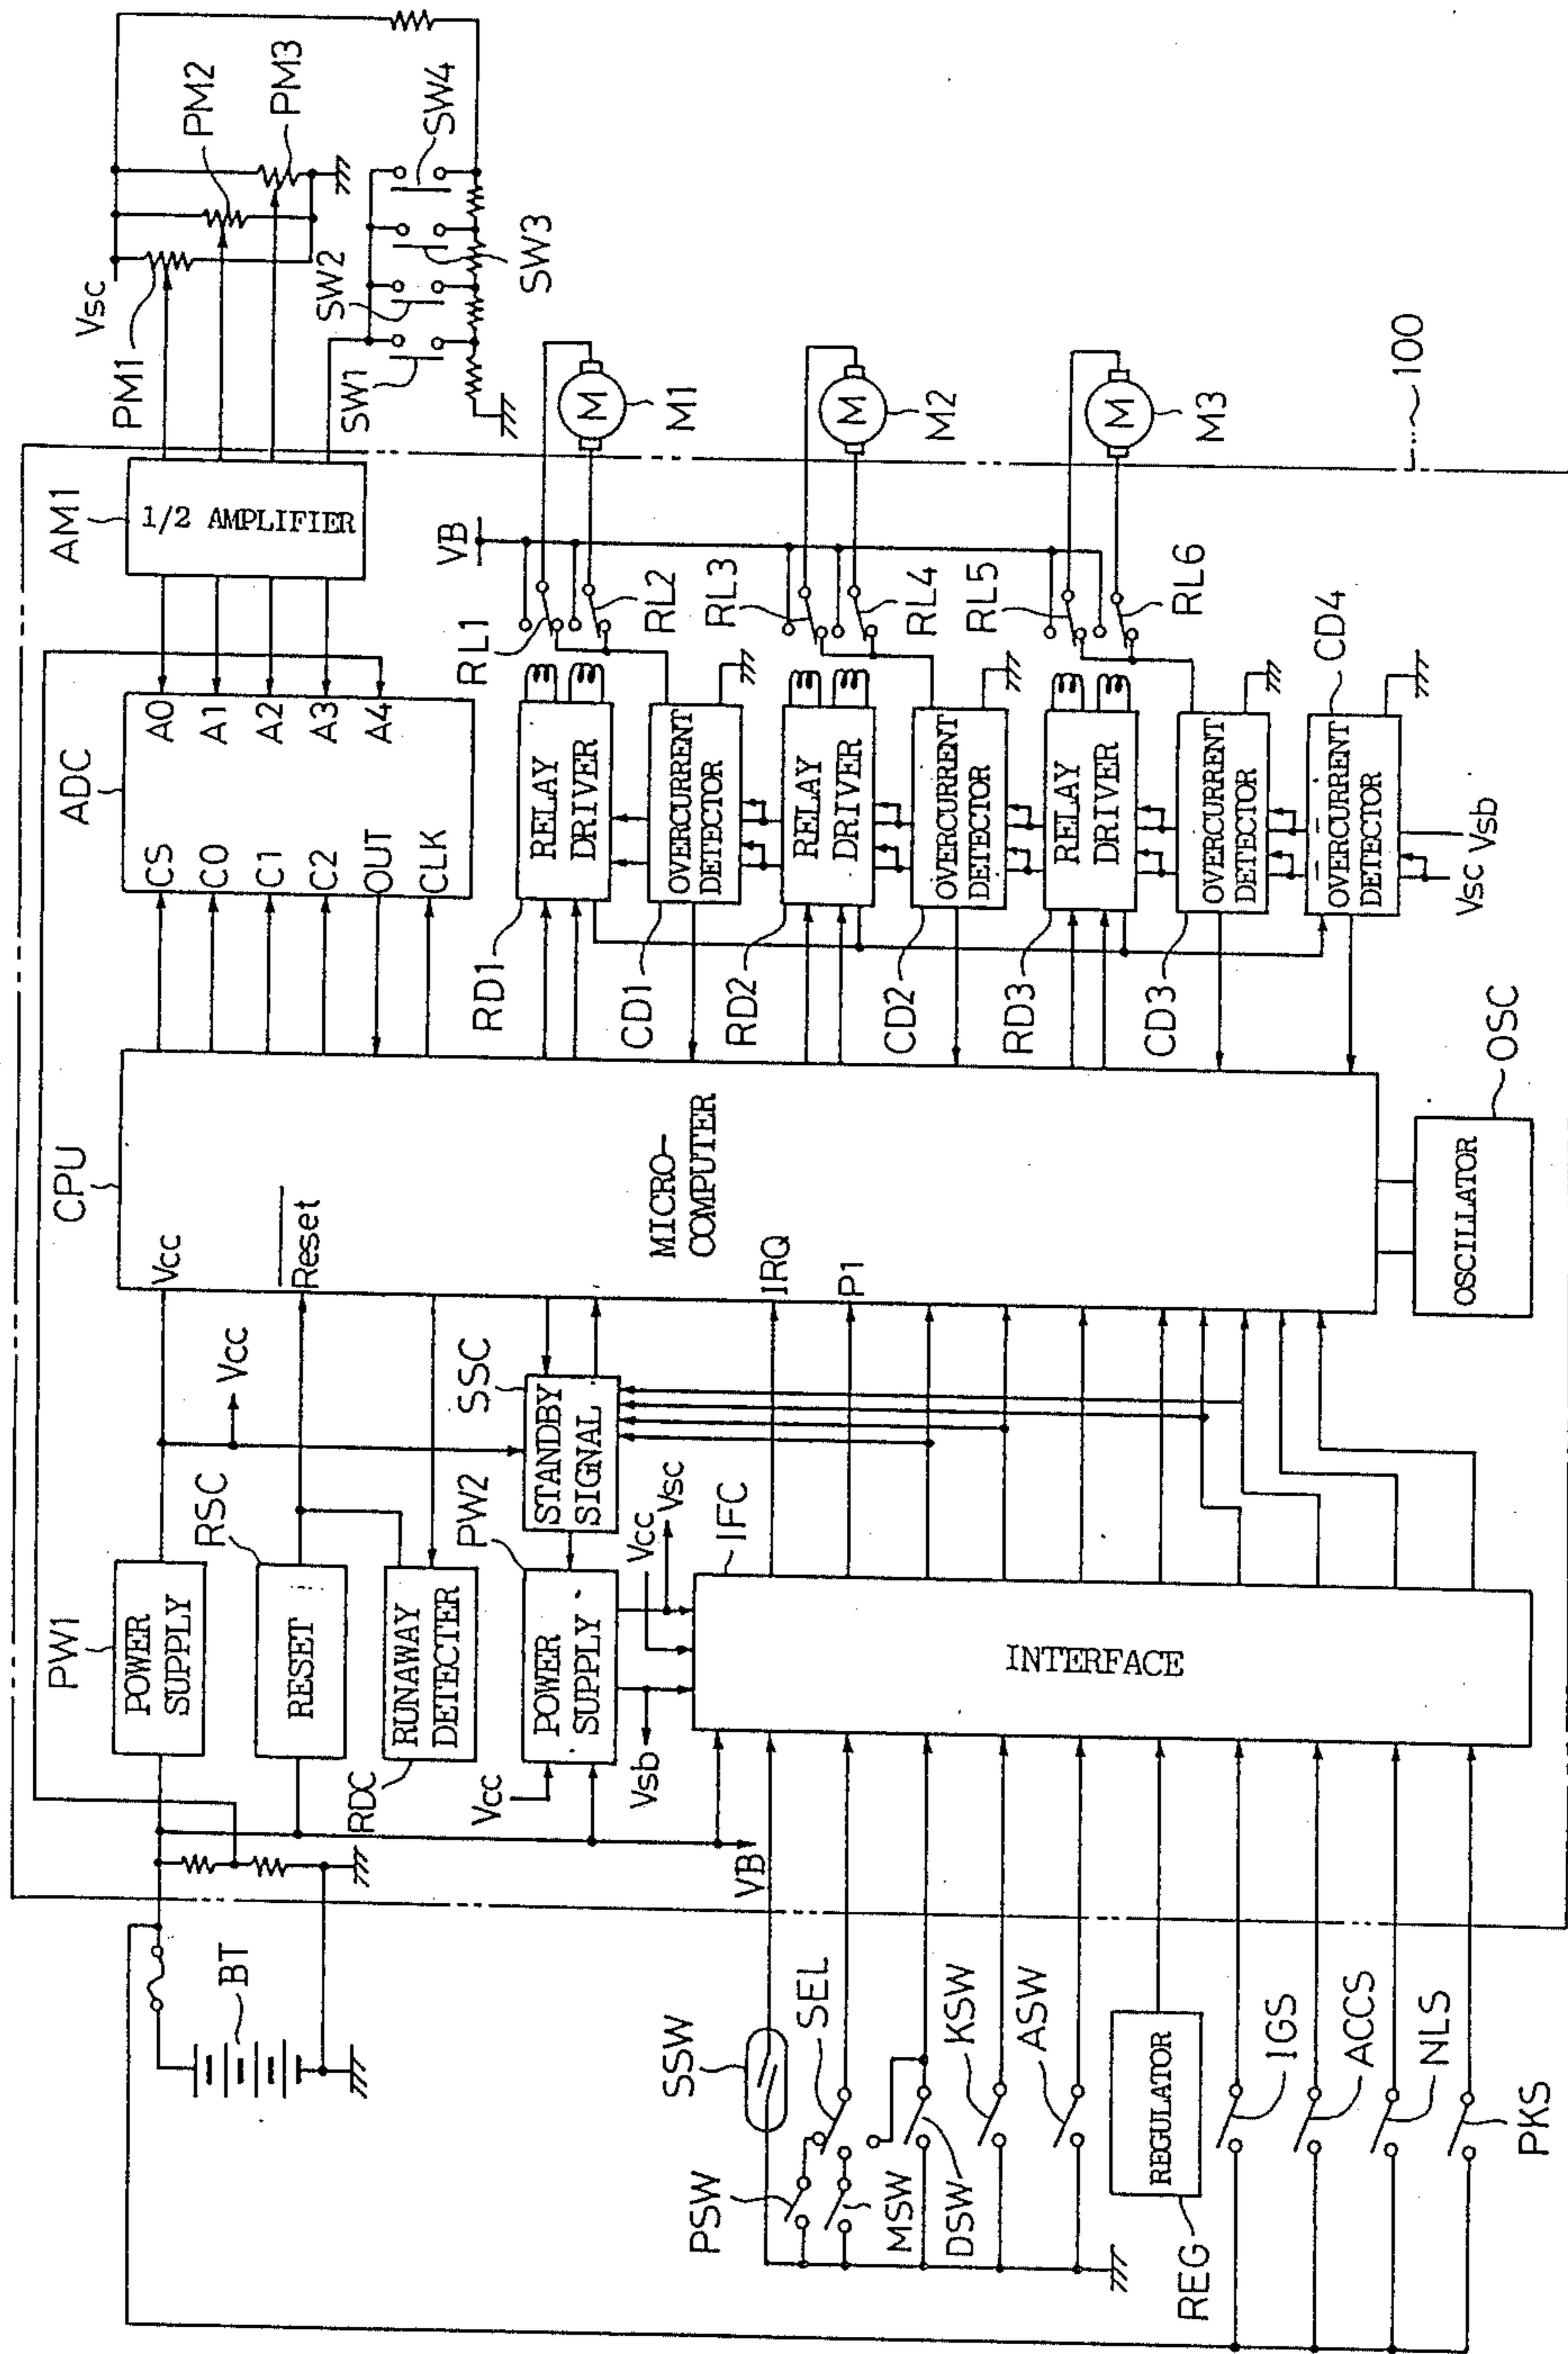 BT
PW1
POWER
SUPPLY
Vcc
CPU
ADC
AM1
1/2 AMPLIFIER
PM1
Vsc
PM2
PM3
RSC
RESET
Reset
Vcc
CS
C0
C1
C2
OUT
CLK
A0
A1
A2
A3
A4
SW1
SW2
SW3
SW4
RDC
RUNAWAY
DETECTER
Vcc
PW2
POWER
SUPPLY
SSC
STANDBY
SIGNAL
Vsb
Vcc
Vsc
VB
IFC
INTERFACE
IRQ
P1
MICRO-
COMPUTER
OSCILLATOR
OSC
RD1
RELAY
DRIVER
RL1
RL2
VB
M
M1
CD1
OVERCURRENT
DETECTOR
RD2
RELAY
DRIVER
RL3
RL4
M
M2
CD2
OVERCURRENT
DETECTOR
RD3
RELAY
DRIVER
RL5
RL6
M
M3
CD3
OVERCURRENT
DETECTOR
CD4
OVERCURRENT
DETECTOR
Vsc
Vsb
100
SSW
PSW
SEL
MSW
DSW
KSW
ASW
REG
REGULATOR
IGS
ACCS
NLS
PKS